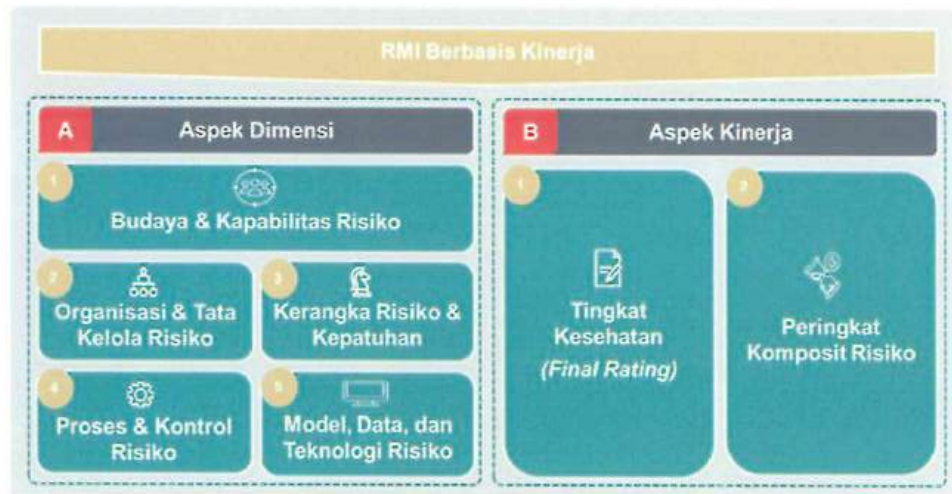 RMI Berbasis Kinerja
A
Aspek Dimensi
1
Budaya & Kapabilitas Risiko
2
Organisasi & Tata
Kelola Risiko
3
Kerangka Risiko &
Kepatuhan
4
Proses & Kontrol
Risiko
5
Model, Data, dan
Teknologi Risiko
B
Aspek Kinerja
1
Tingkat
Kesehatan
(Final Rating)
2
Peringkat
Komposit Risiko